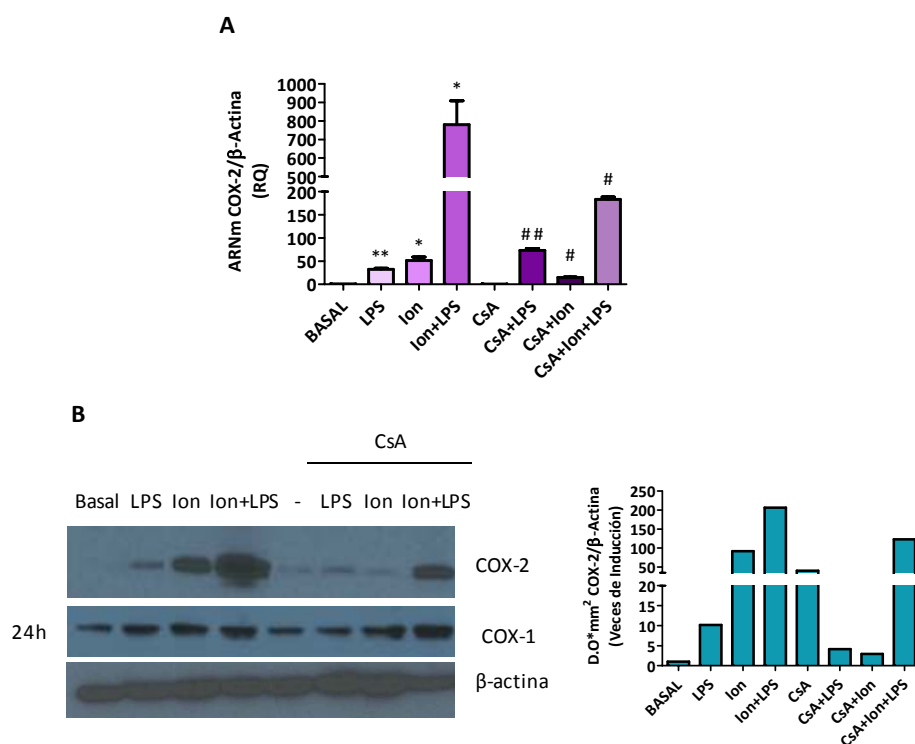 A
ARNm COX-2/β-Actina
(RQ)
1000
900
800
700
600
500
200
150
100
50
0
**
*
*
##
#
#
BASAL
LPS
Ion
Ion+LPS
CsA
CsA+LPS
CsA+Ion
CsA+Ion+LPS
B
CsA
Basal LPS Ion Ion+LPS - LPS Ion Ion+LPS
COX-2
24h
COX-1
β-actina
D.O*mm² COX-2/β-Actina
(Veces de Inducción)
250
200
150
100
50
20
15
10
5
0
BASAL
LPS
Ion
Ion+LPS
CsA
CsA+LPS
CsA+Ion
CsA+Ion+LPS